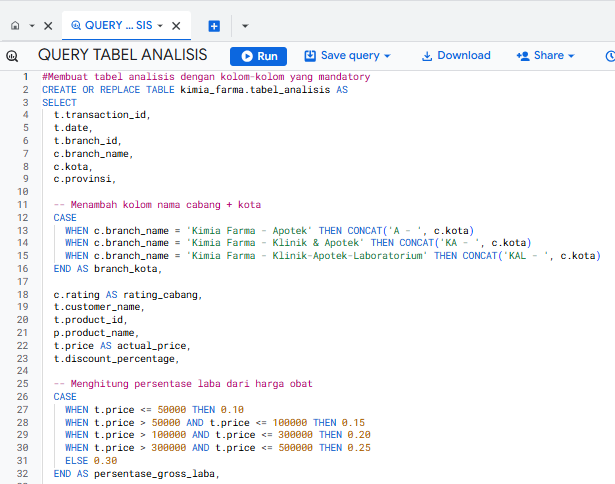 QUERY ... SIS
QUERY TABEL ANALISIS Run Save query Download Share
1 #Membuat tabel analisis dengan kolom-kolom yang mandatory
2 CREATE OR REPLACE TABLE kimia_farma.tabel_analisis AS
3 SELECT
4 t.transaction_id,
5 t.date,
6 t.branch_id,
7 c.branch_name,
8 c.kota,
9 c.provinsi,
10
11 -- Menambah kolom nama cabang + kota
12 CASE
13 WHEN c.branch_name = 'Kimia Farma - Apotek' THEN CONCAT('A - ', c.kota)
14 WHEN c.branch_name = 'Kimia Farma - Klinik & Apotek' THEN CONCAT('KA - ', c.kota)
15 WHEN c.branch_name = 'Kimia Farma - Klinik-Apotek-Laboratorium' THEN CONCAT('KAL - ', c.kota)
16 END AS branch_kota,
17
18 c.rating AS rating_cabang,
19 t.customer_name,
20 t.product_id,
21 p.product_name,
22 t.price AS actual_price,
23 t.discount_percentage,
24
25 -- Menghitung persentase laba dari harga obat
26 CASE
27 WHEN t.price <= 50000 THEN 0.10
28 WHEN t.price > 50000 AND t.price <= 100000 THEN 0.15
29 WHEN t.price > 100000 AND t.price <= 300000 THEN 0.20
30 WHEN t.price > 300000 AND t.price <= 500000 THEN 0.25
31 ELSE 0.30
32 END AS persentase_gross_laba,